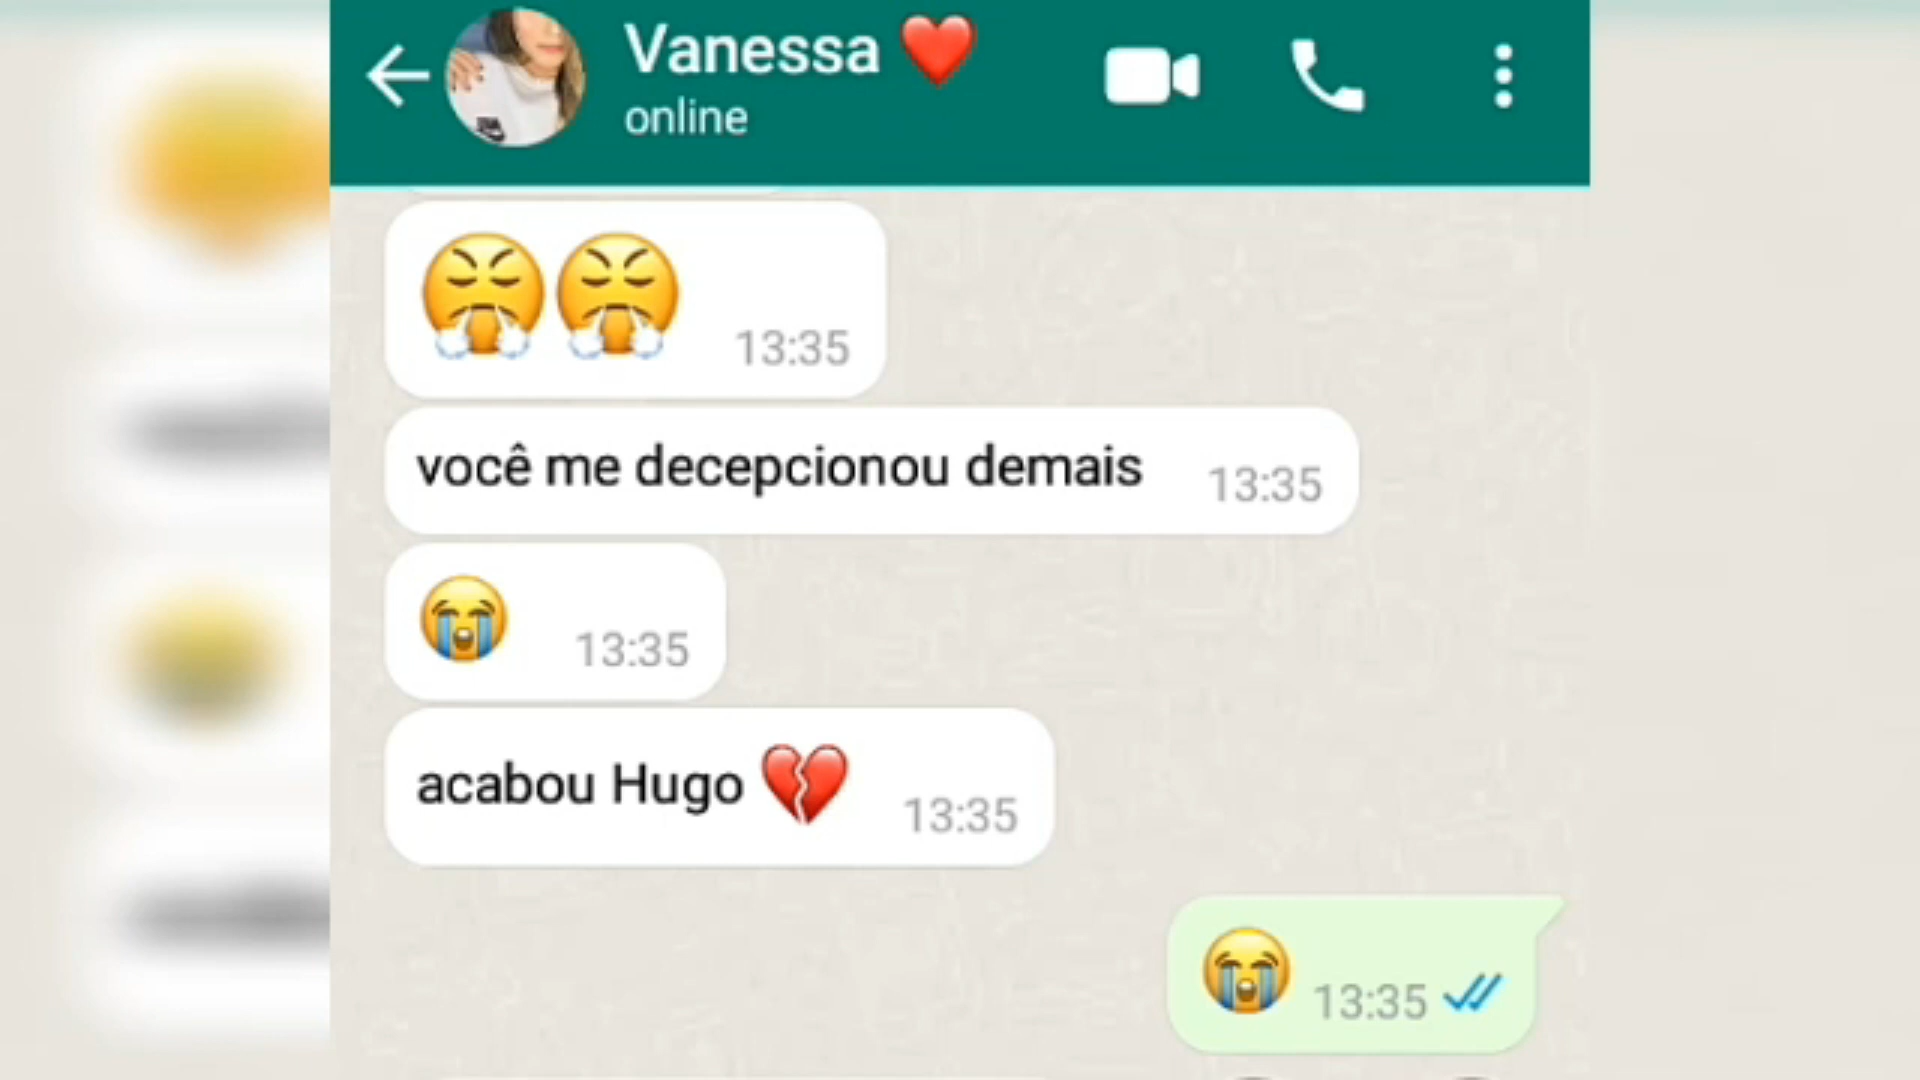 Vanessa ❤️
online
😤😤 13:35
você me decepcionou demais 13:35
😭 13:35
acabou Hugo 💔 13:35
😭 13:35